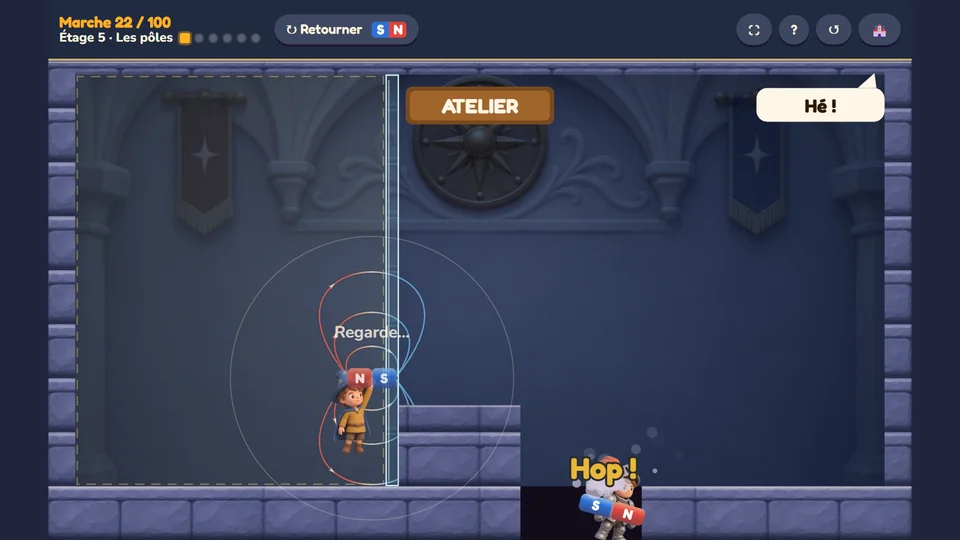 Marche 22 / 100
Étage 5 · Les pôles
↻ Retourner S N
?
↺
ATELIER
Hé !
Regarde...
N S
Hop !
S N